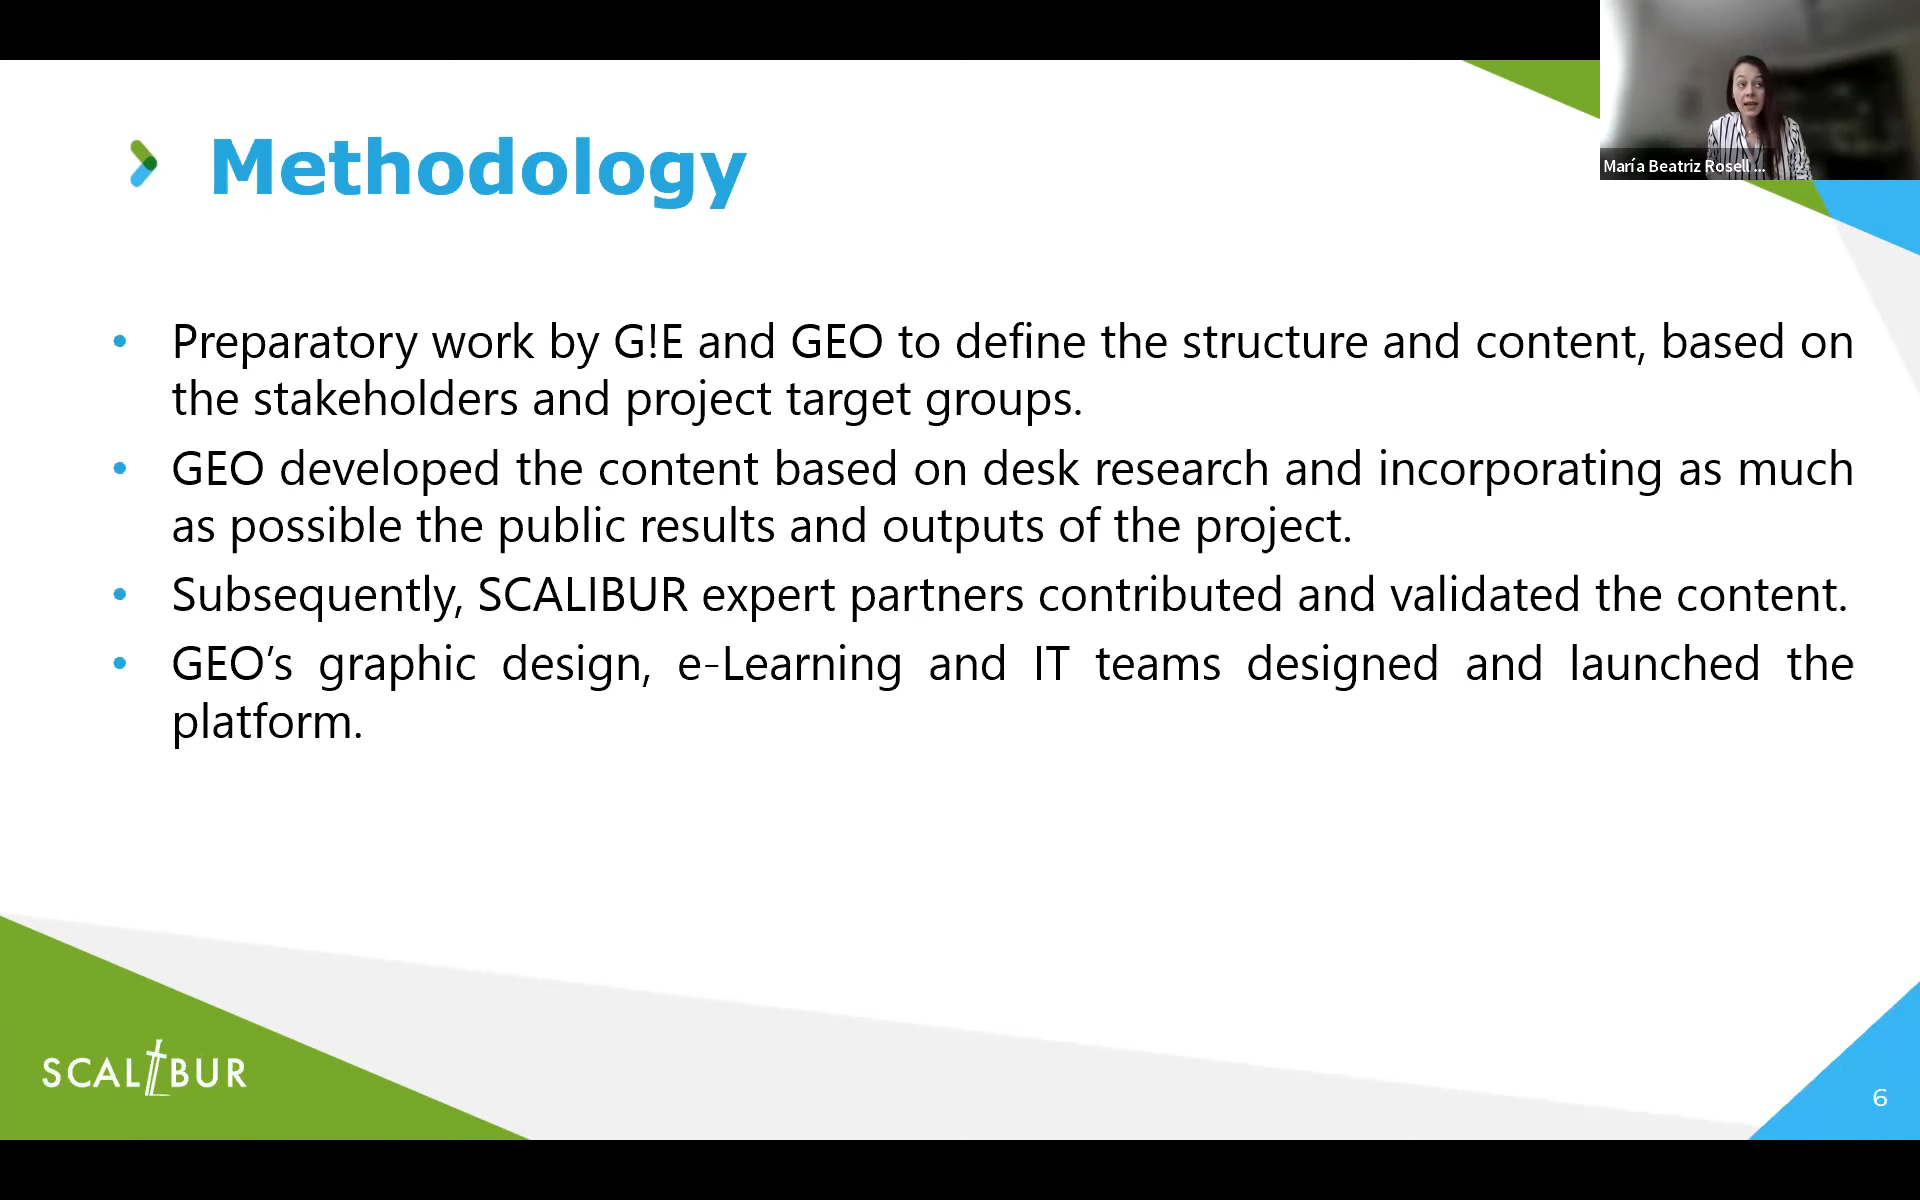 María Beatriz Rosell ...
Methodology
• Preparatory work by G!E and GEO to define the structure and content, based on
the stakeholders and project target groups.
• GEO developed the content based on desk research and incorporating as much
as possible the public results and outputs of the project.
• Subsequently, SCALIBUR expert partners contributed and validated the content.
• GEO’s graphic design, e-Learning and IT teams designed and launched the
platform.
SCALIBUR
6